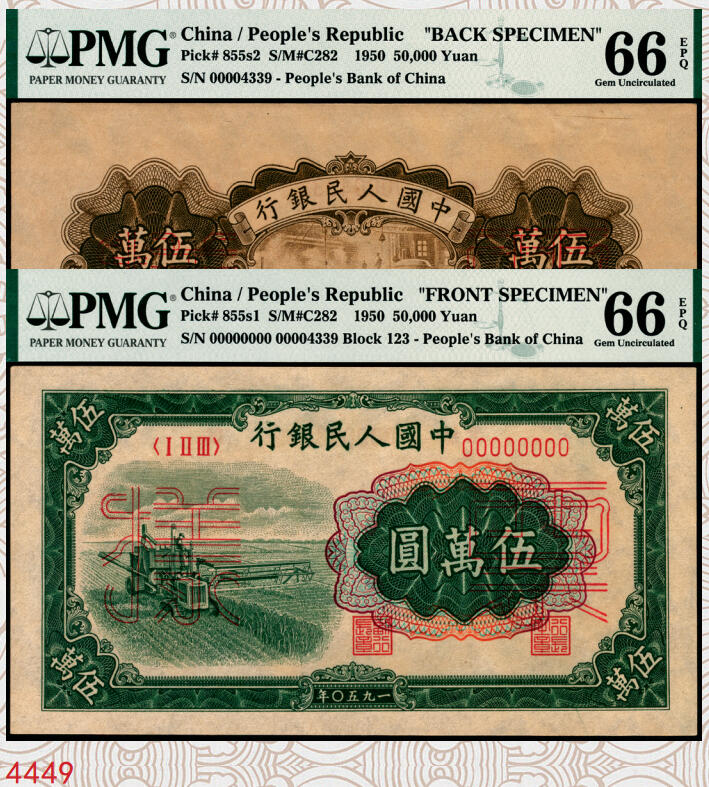 PMG®
PAPER MONEY GUARANTY
China / People's Republic "BACK SPECIMEN"
Pick# 855s2 S/M#C282 1950 50,000 Yuan
S/N 00004339 - People's Bank of China
66 EPQ
Gem Uncirculated
行銀民人國中
萬伍
萬伍
PMG®
PAPER MONEY GUARANTY
China / People's Republic "FRONT SPECIMEN"
Pick# 855s1 S/M#C282 1950 50,000 Yuan
S/N 00000000 00004339 Block 123 - People's Bank of China
66 EPQ
Gem Uncirculated
萬伍
萬伍
行銀民人國中
〈I II III〉
00000000
圓萬伍
萬伍
萬伍
年〇五九一
4449